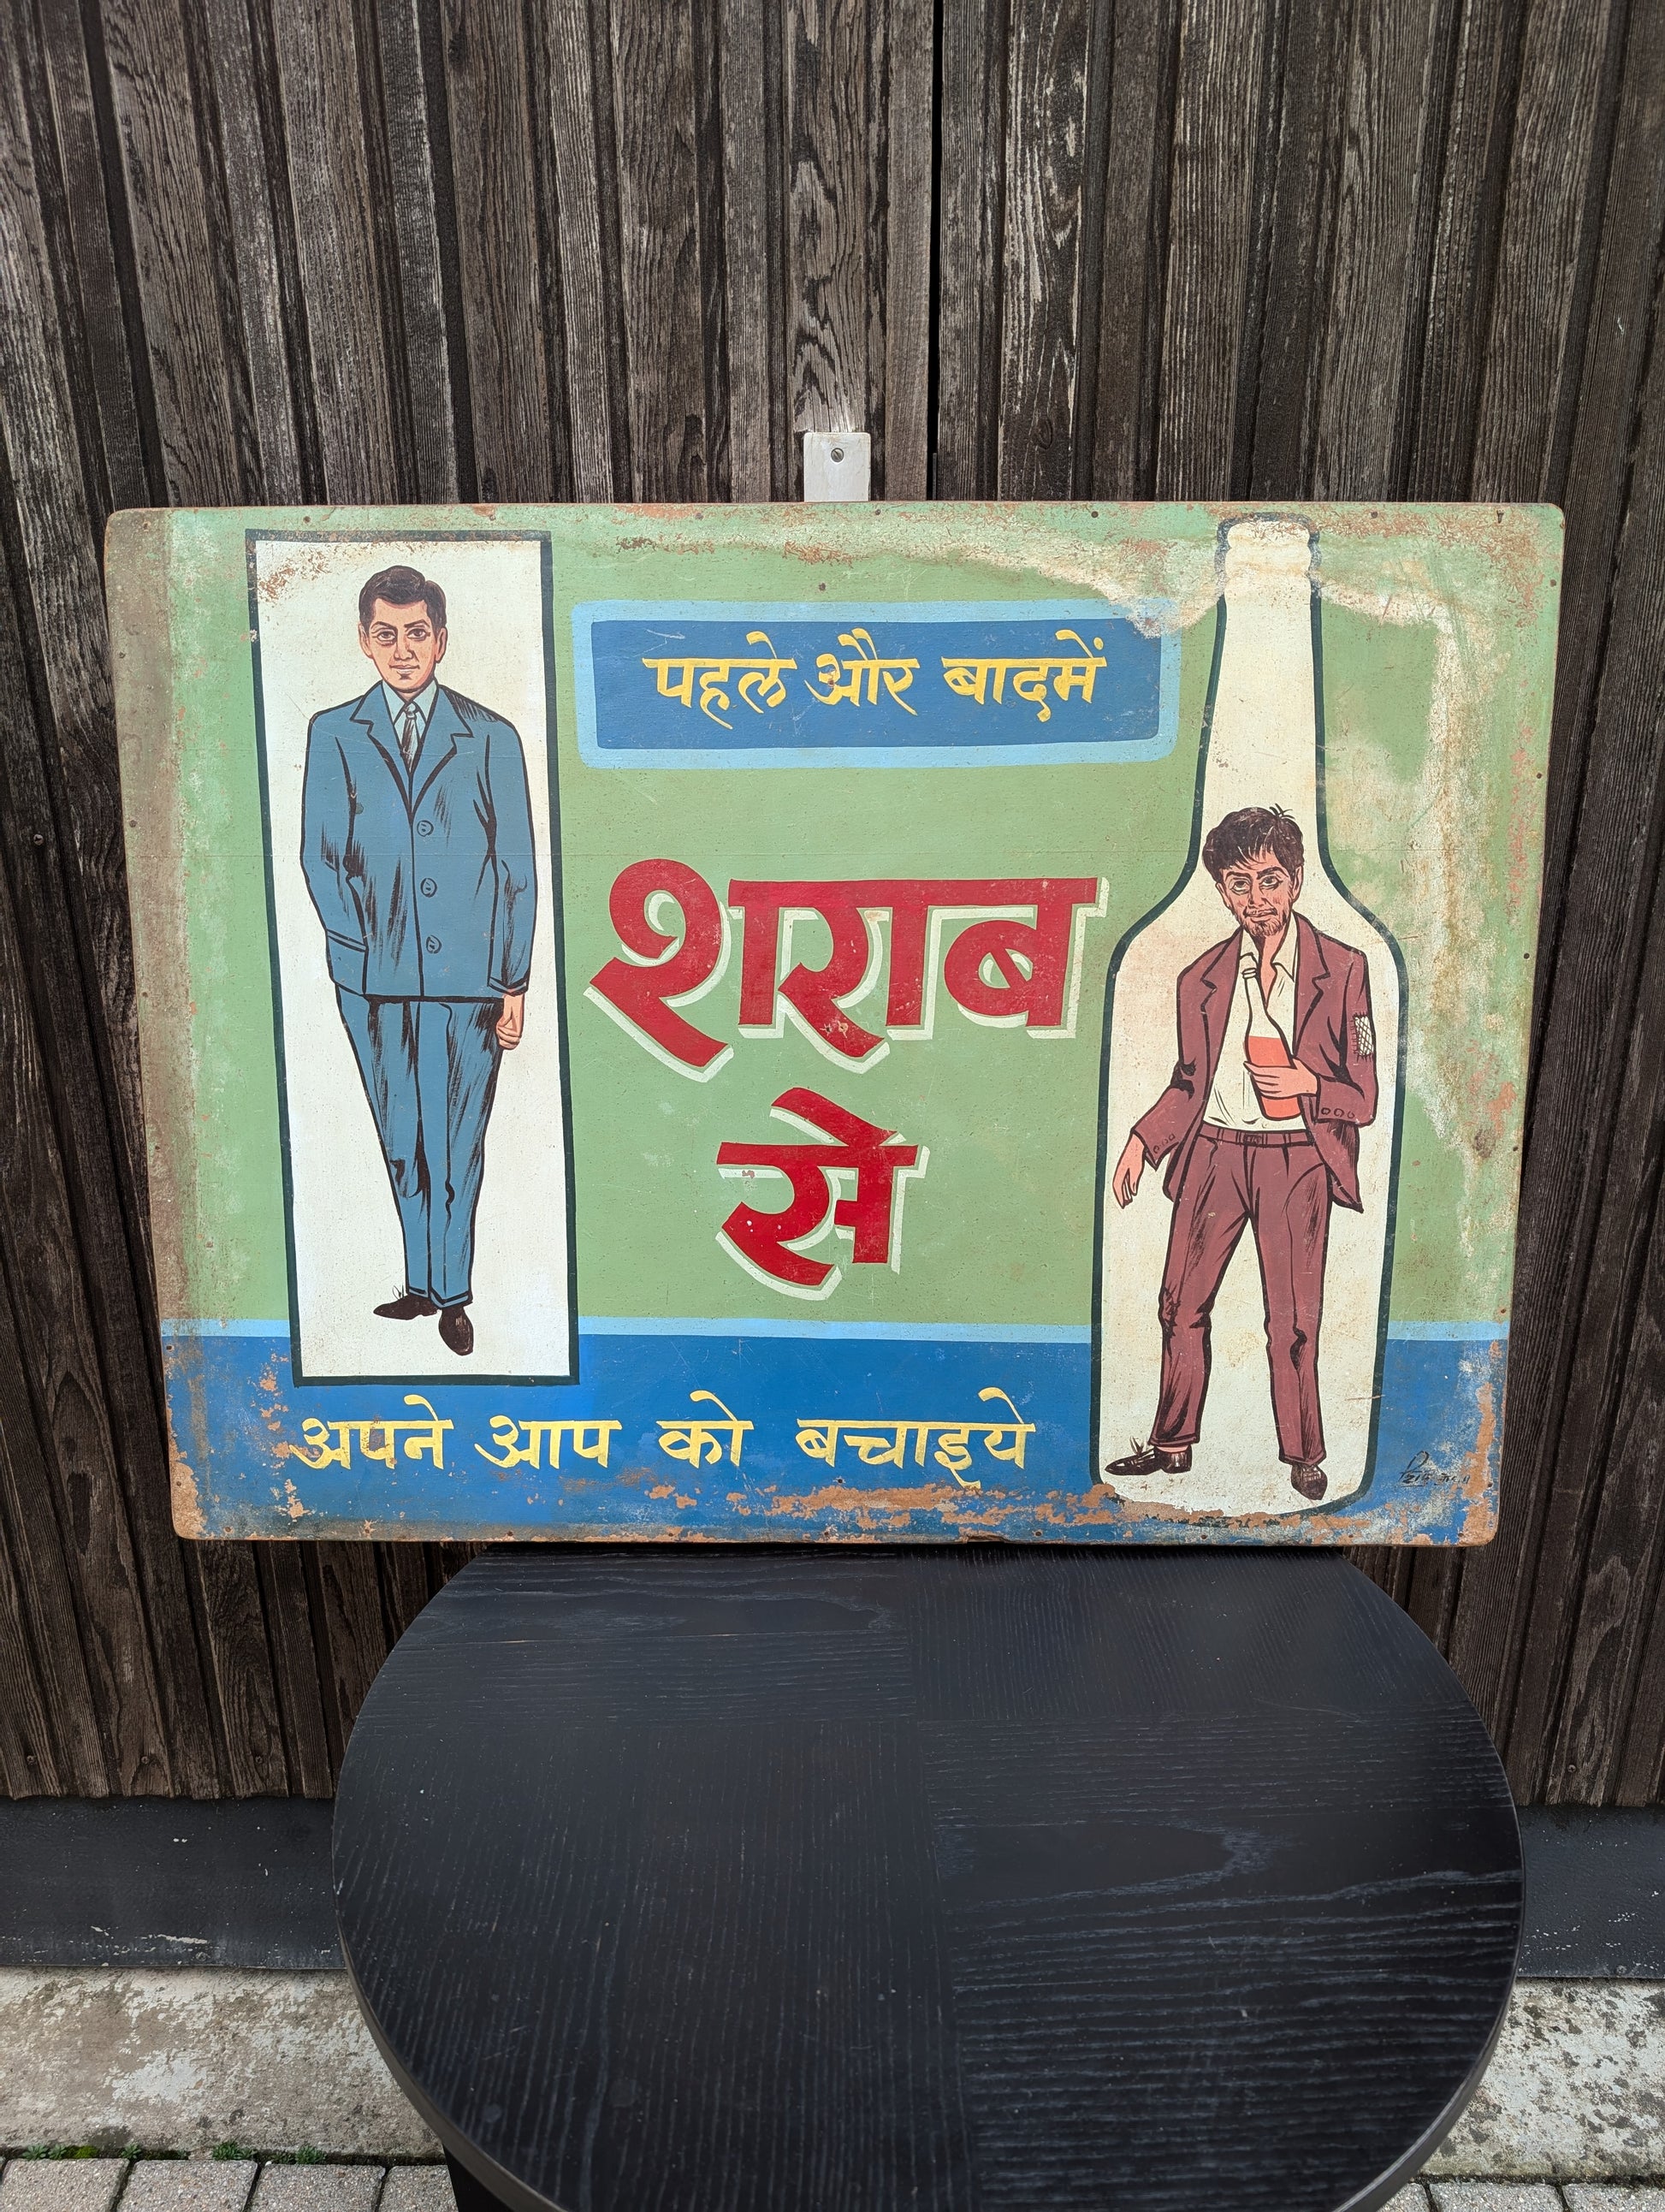 पहले और बादमें
शराब
से
अपने आप को बचाइये